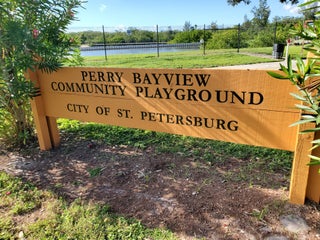 PERRY BAYVIEW
COMMUNITY PLAYGROUND
CITY OF ST. PETERSBURG